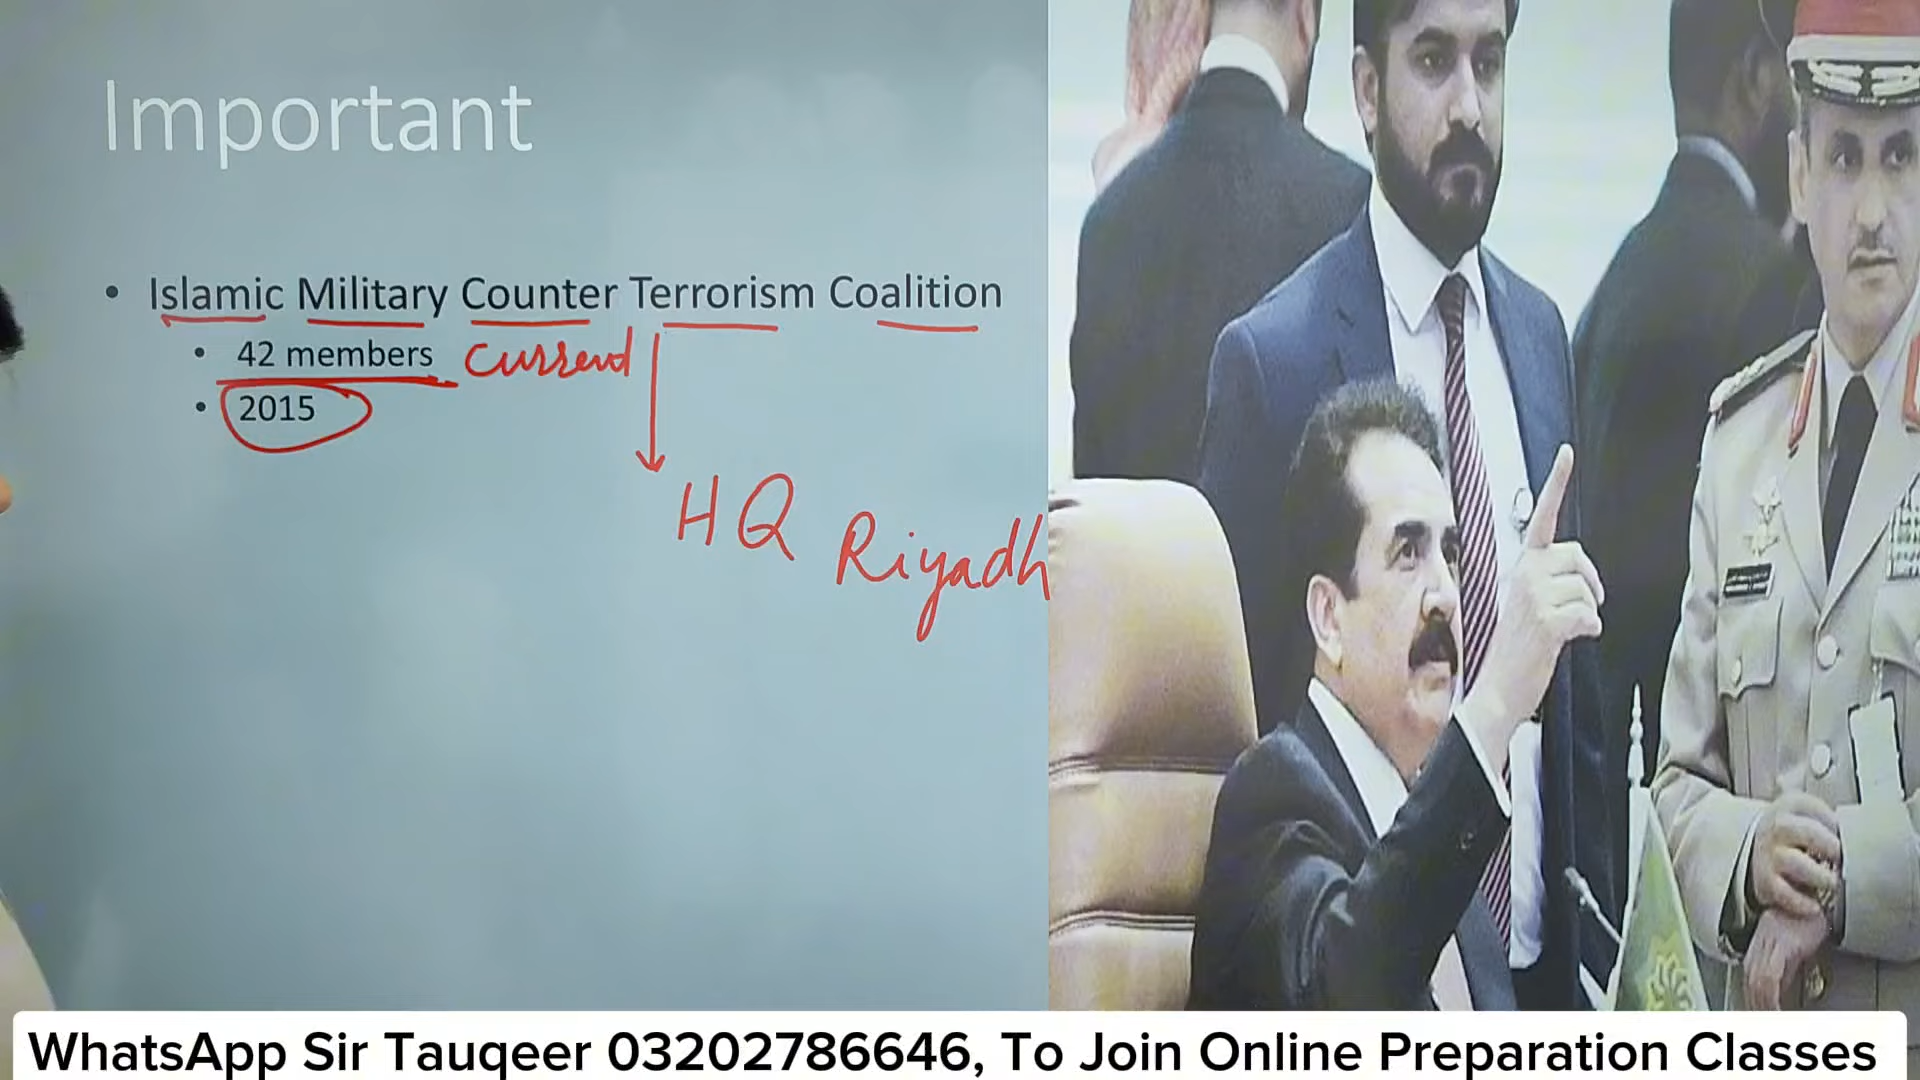 Important
• Islamic Military Counter Terrorism Coalition
• 42 members Current
• 2015
HQ Riyadh
WhatsApp Sir Tauqeer 03202786646, To Join Online Preparation Classes